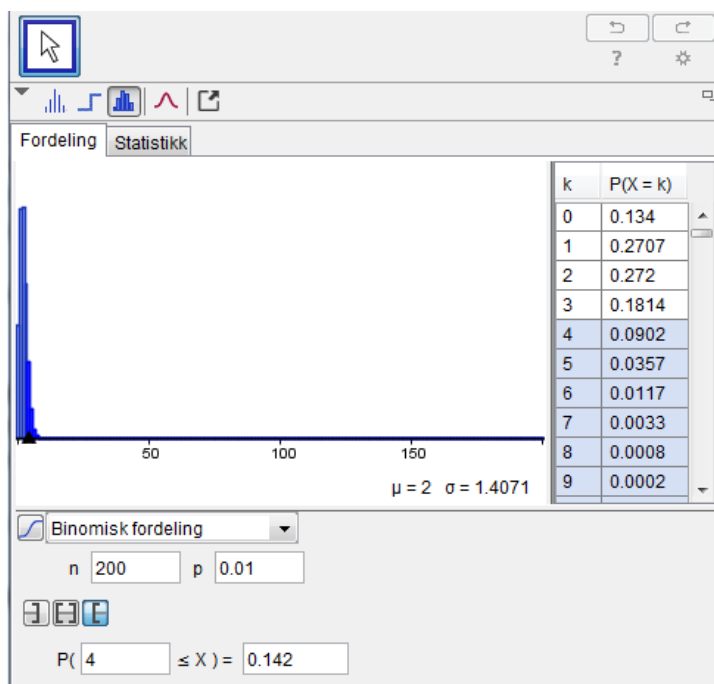 ?
Fordeling Statistikk
k P(X = k)
0 0.134
1 0.2707
2 0.272
3 0.1814
4 0.0902
5 0.0357
6 0.0117
7 0.0033
8 0.0008
9 0.0002
50 100 150
μ = 2 σ = 1.4071
Binomisk fordeling
n 200 p 0.01
P( 4 ≤ X ) = 0.142